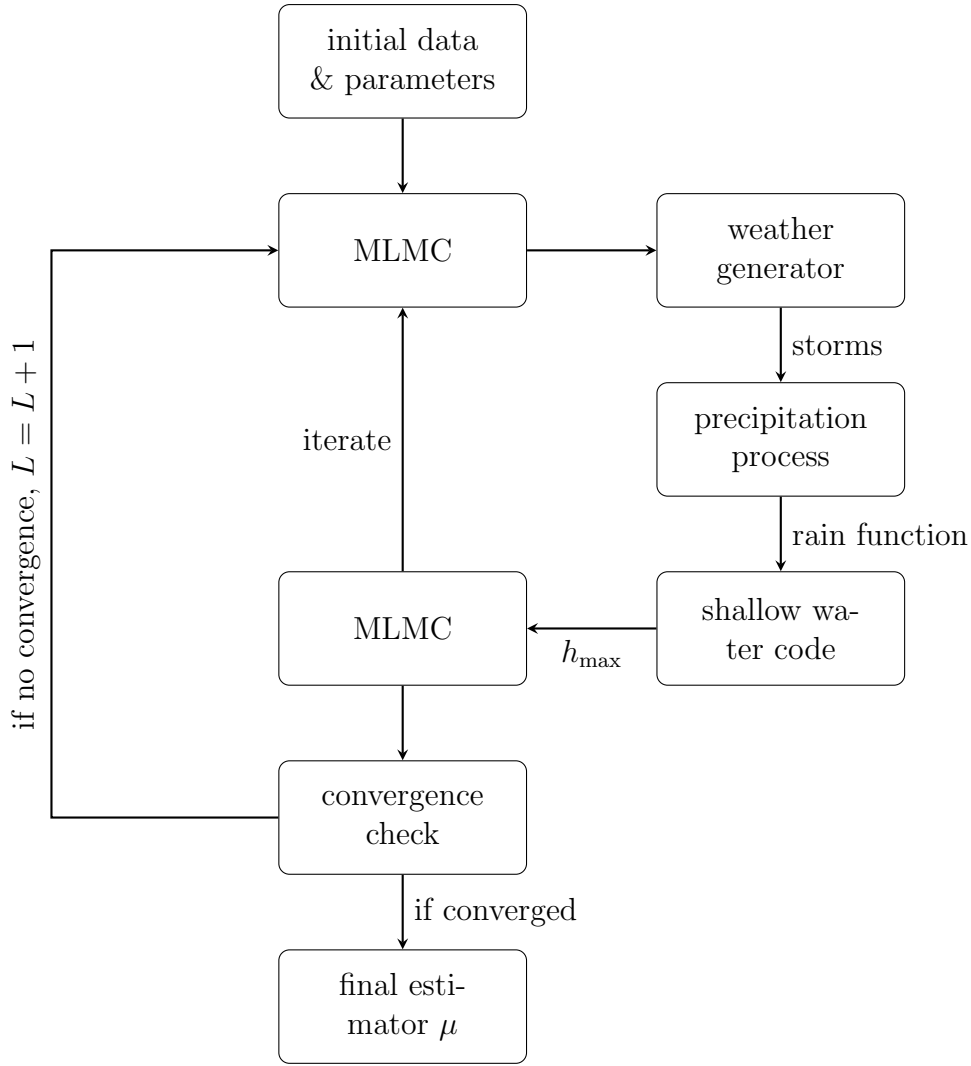 initial data
& parameters
MLMC
weather
generator
storms
precipitation
process
iterate
rain function
if no convergence, L = L + 1
MLMC
shallow wa-
ter code
h_max
convergence
check
if converged
final esti-
mator μ